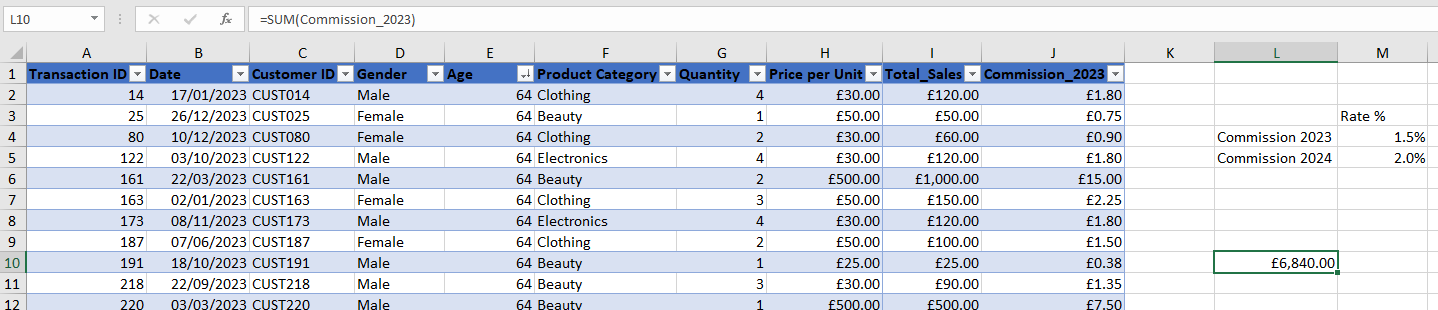 L10 fx =SUM(Commission_2023)
A B C D E F G H I J K L M
1 Transaction ID Date Customer ID Gender Age Product Category Quantity Price per Unit Total_Sales Commission_2023
2 14 17/01/2023 CUST014 Male 64 Clothing 4 £30.00 £120.00 £1.80
3 25 26/12/2023 CUST025 Female 64 Beauty 1 £50.00 £50.00 £0.75 Rate %
4 80 10/12/2023 CUST080 Female 64 Clothing 2 £30.00 £60.00 £0.90 Commission 2023 1.5%
5 122 03/10/2023 CUST122 Male 64 Electronics 4 £30.00 £120.00 £1.80 Commission 2024 2.0%
6 161 22/03/2023 CUST161 Male 64 Beauty 2 £500.00 £1,000.00 £15.00
7 163 02/01/2023 CUST163 Female 64 Clothing 3 £50.00 £150.00 £2.25
8 173 08/11/2023 CUST173 Male 64 Electronics 4 £30.00 £120.00 £1.80
9 187 07/06/2023 CUST187 Female 64 Clothing 2 £50.00 £100.00 £1.50
10 191 18/10/2023 CUST191 Male 64 Beauty 1 £25.00 £25.00 £0.38 £6,840.00
11 218 22/09/2023 CUST218 Male 64 Beauty 3 £30.00 £90.00 £1.35
12 220 03/03/2023 CUST220 Male 64 Beauty 1 £500.00 £500.00 £7.50